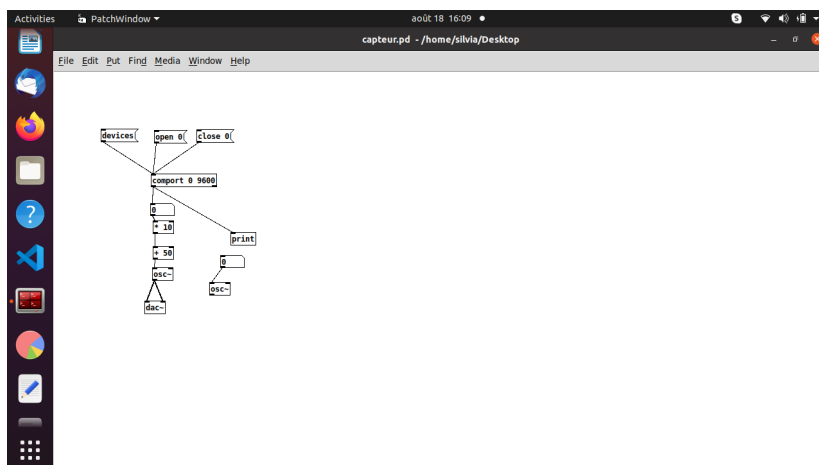 Activities PatchWindow août 18 16:09
capteur.pd - /home/silvia/Desktop
File Edit Put Find Media Window Help
devices open 0 close 0
comport 0 9600
0
* 10
print
+ 50
0
osc~
osc~
dac~